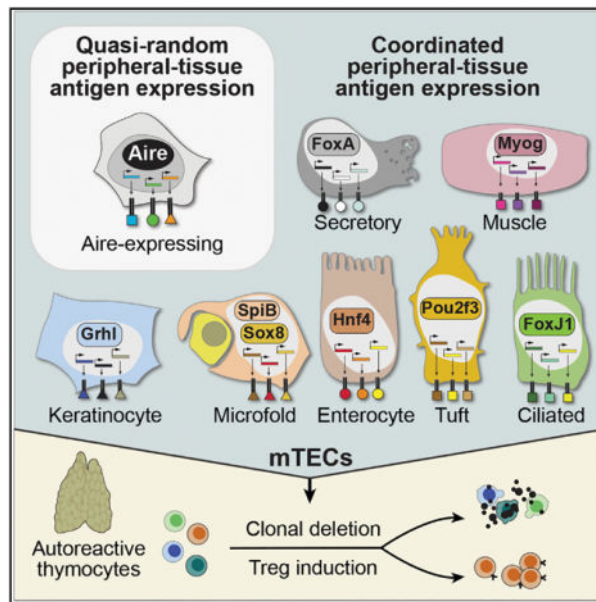 Quasi-random
peripheral-tissue
antigen expression
Aire
Aire-expressing
Coordinated
peripheral-tissue
antigen expression
FoxA
Secretory
Myog
Muscle
Grhl
Keratinocyte
SpiB
Sox8
Microfold
Hnf4
Enterocyte
Pou2f3
Tuft
FoxJ1
Ciliated
mTECs
Autoreactive
thymocytes
Clonal deletion
Treg induction